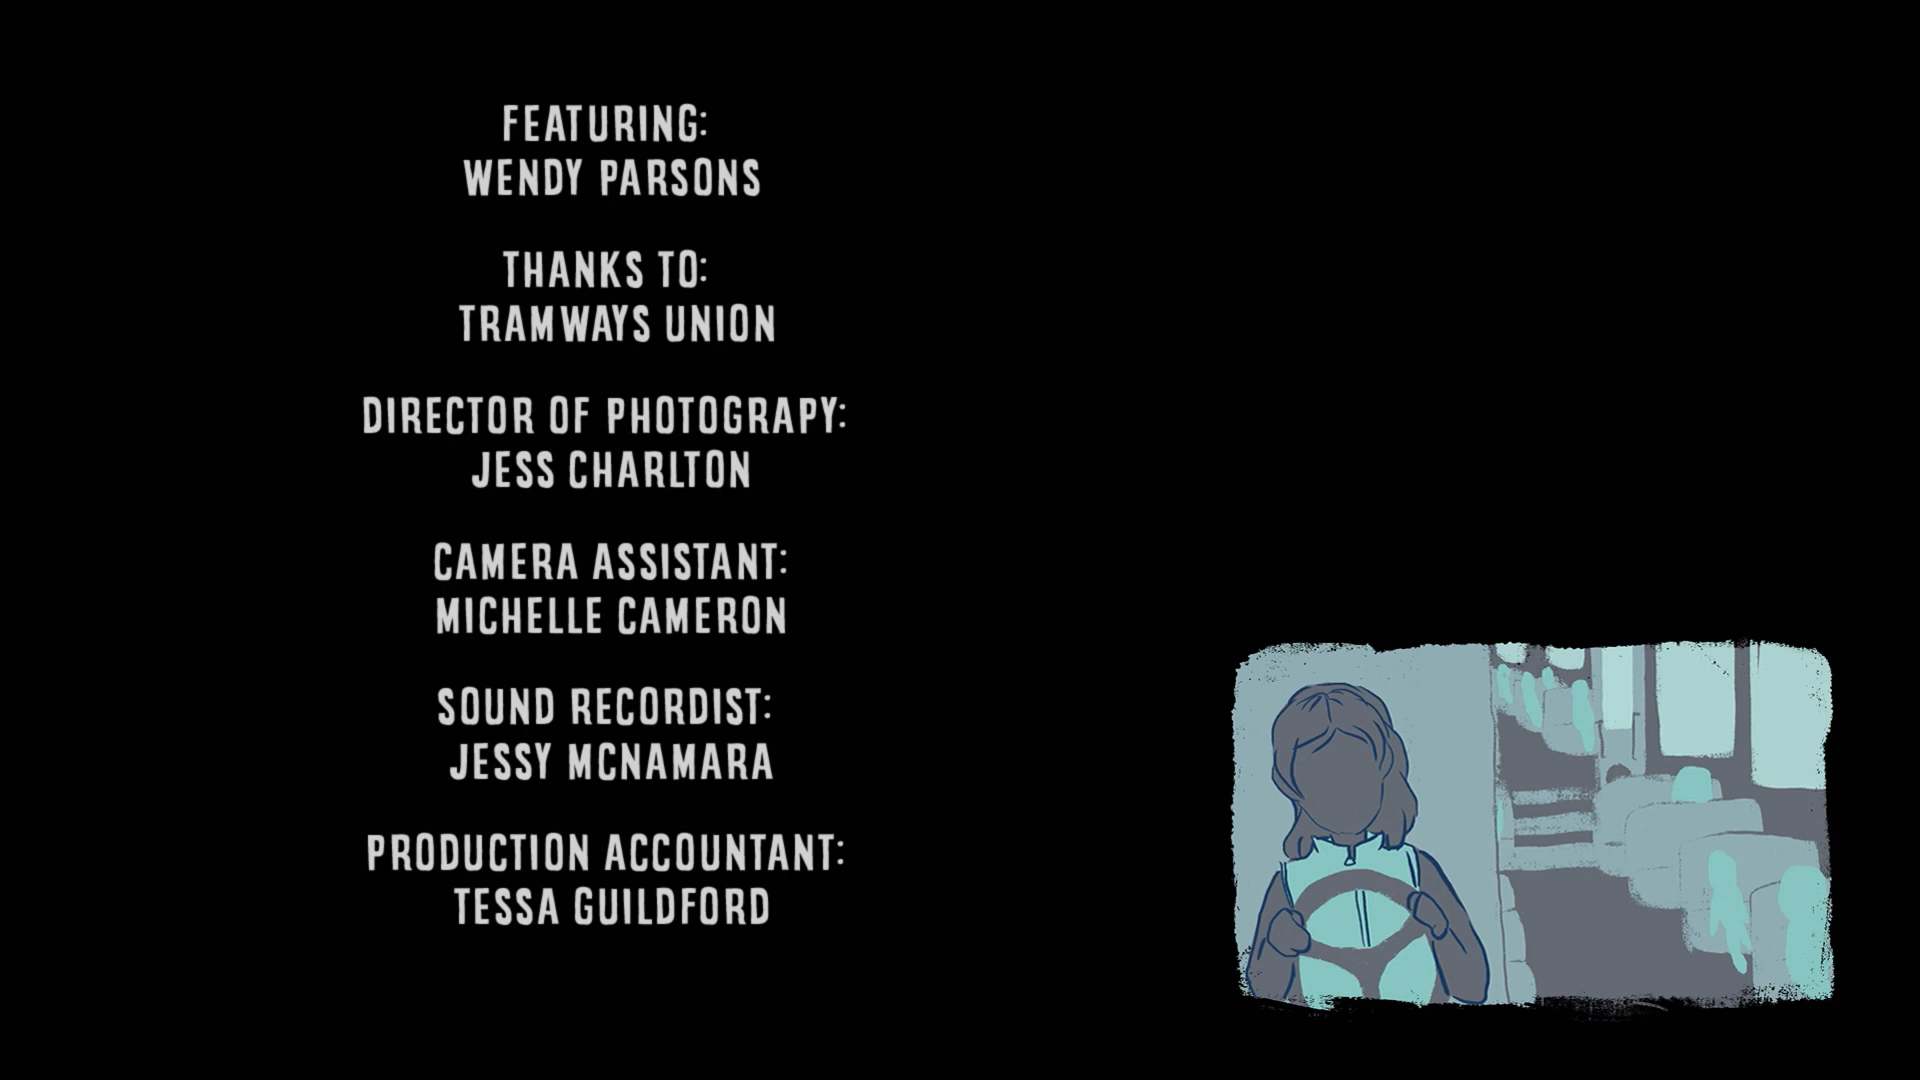 FEATURING:
WENDY PARSONS
THANKS TO:
TRAMWAYS UNION
DIRECTOR OF PHOTOGRAPY:
JESS CHARLTON
CAMERA ASSISTANT:
MICHELLE CAMERON
SOUND RECORDIST:
JESSY MCNAMARA
PRODUCTION ACCOUNTANT:
TESSA GUILDFORD